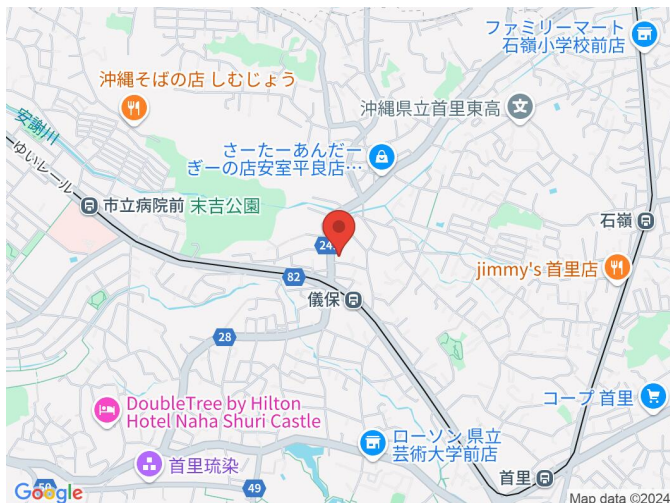 ファミリーマート
石嶺小学校前店
沖縄そばの店 しむじょう
沖縄県立首里東高
安謝川
さーたーあんだー
ぎーの店安室平良店…
ゆいレール
市立病院前
末吉公園
石嶺
24
jimmy's 首里店
82
儀保
28
DoubleTree by Hilton
Hotel Naha Shuri Castle
コープ 首里
ローソン 県立
芸術大学前店
首里琉染
首里
50
49
Google
Map data ©2024